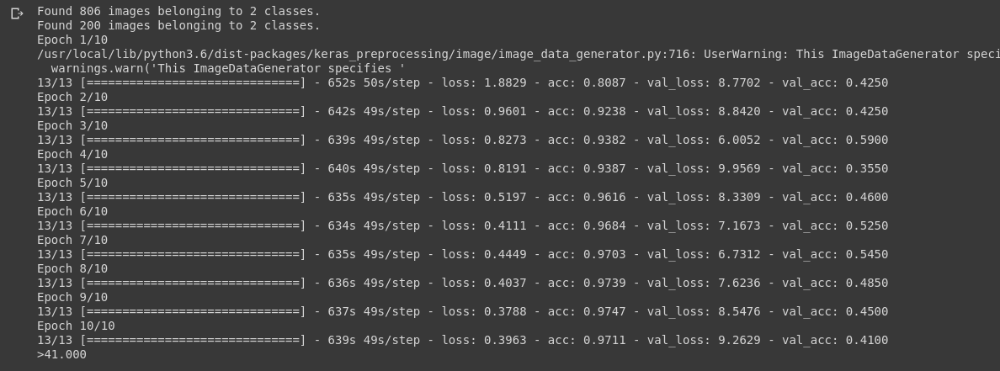 Found 806 images belonging to 2 classes.
Found 200 images belonging to 2 classes.
Epoch 1/10
/usr/local/lib/python3.6/dist-packages/keras_preprocessing/image/image_data_generator.py:716: UserWarning: This ImageDataGenerator speci
  warnings.warn('This ImageDataGenerator specifies '
13/13 [==============================] - 652s 50s/step - loss: 1.8829 - acc: 0.8087 - val_loss: 8.7702 - val_acc: 0.4250
Epoch 2/10
13/13 [==============================] - 642s 49s/step - loss: 0.9601 - acc: 0.9238 - val_loss: 8.8420 - val_acc: 0.4250
Epoch 3/10
13/13 [==============================] - 639s 49s/step - loss: 0.8273 - acc: 0.9382 - val_loss: 6.0052 - val_acc: 0.5900
Epoch 4/10
13/13 [==============================] - 640s 49s/step - loss: 0.8191 - acc: 0.9387 - val_loss: 9.9569 - val_acc: 0.3550
Epoch 5/10
13/13 [==============================] - 635s 49s/step - loss: 0.5197 - acc: 0.9616 - val_loss: 8.3309 - val_acc: 0.4600
Epoch 6/10
13/13 [==============================] - 634s 49s/step - loss: 0.4111 - acc: 0.9684 - val_loss: 7.1673 - val_acc: 0.5250
Epoch 7/10
13/13 [==============================] - 635s 49s/step - loss: 0.4449 - acc: 0.9703 - val_loss: 6.7312 - val_acc: 0.5450
Epoch 8/10
13/13 [==============================] - 636s 49s/step - loss: 0.4037 - acc: 0.9739 - val_loss: 7.6236 - val_acc: 0.4850
Epoch 9/10
13/13 [==============================] - 637s 49s/step - loss: 0.3788 - acc: 0.9747 - val_loss: 8.5476 - val_acc: 0.4500
Epoch 10/10
13/13 [==============================] - 639s 49s/step - loss: 0.3963 - acc: 0.9711 - val_loss: 9.2629 - val_acc: 0.4100
>41.000